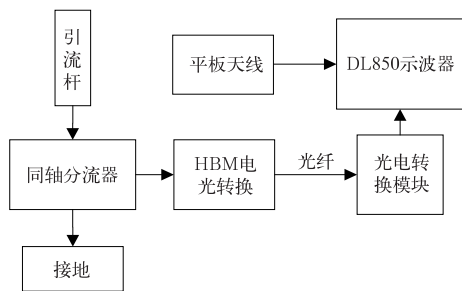 引
流
杆
平板天线
DL850示波器
同轴分流器
HBM电
光转换
光纤
光电转
换模块
接地